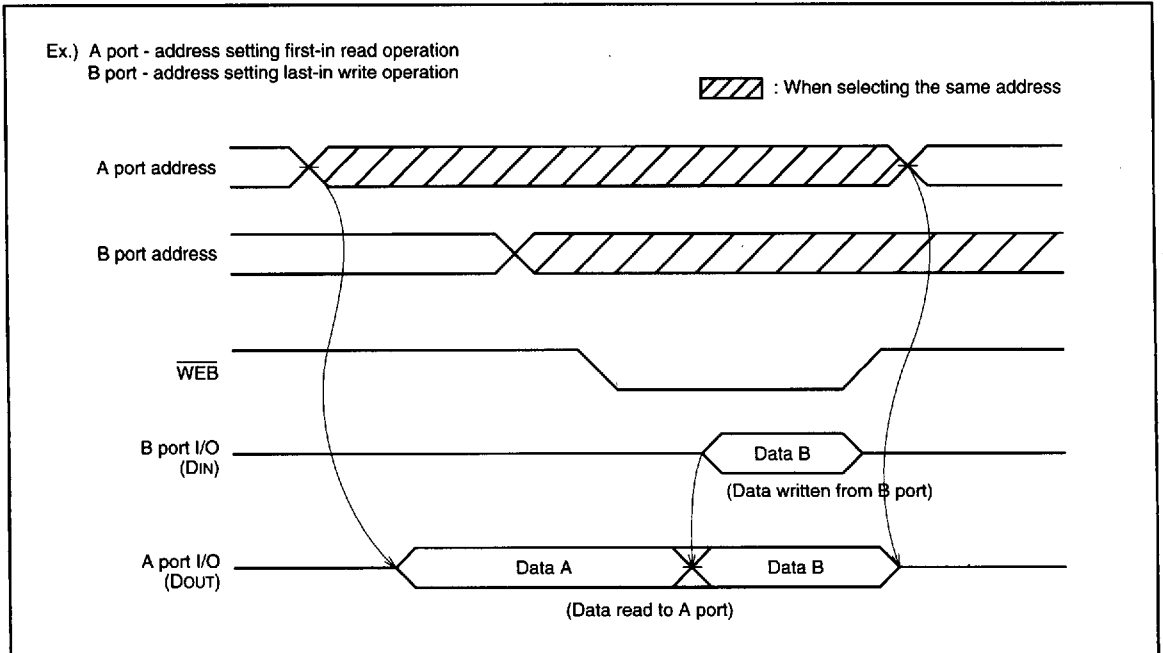 Ex.) A port - address setting first-in read operation
B port - address setting last-in write operation
: When selecting the same address
A port address
B port address
WEB
B port I/O
(DIN)
Data B
(Data written from B port)
A port I/O
(DOUT)
Data A
Data B
(Data read to A port)